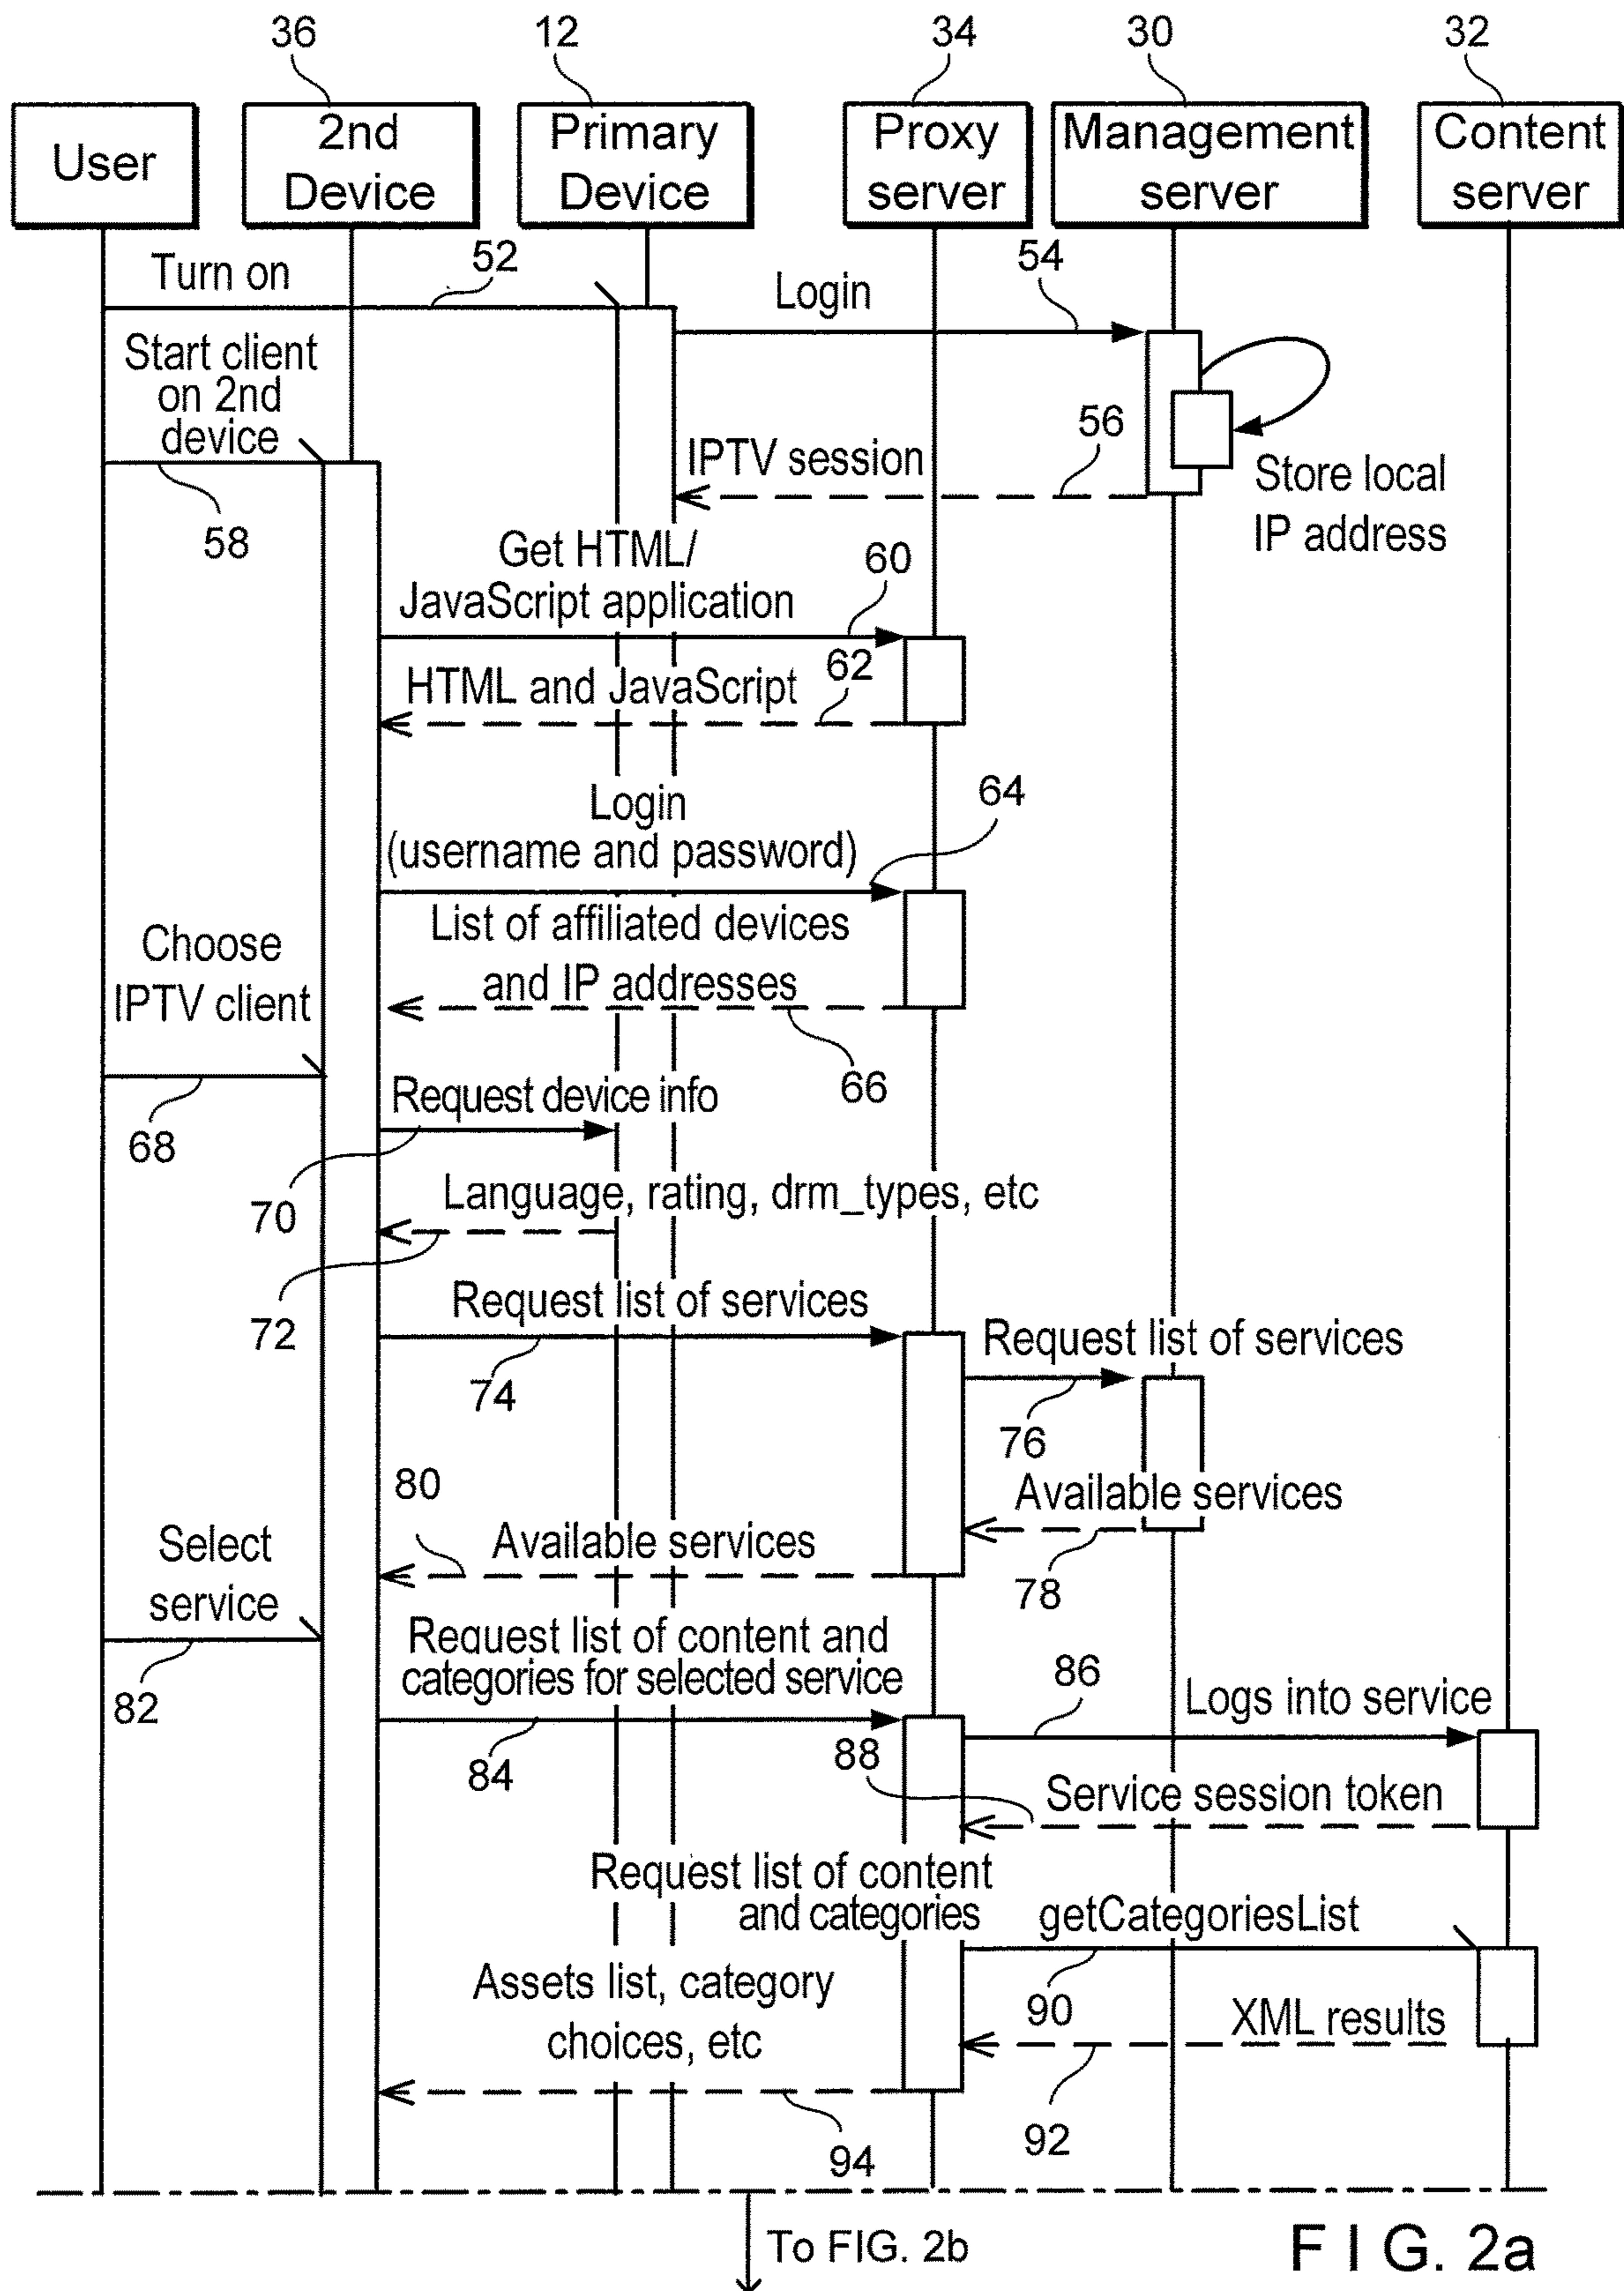 36
12
34
30
32
User
2nd
Device
Primary
Device
Proxy
server
Management
server
Content
server
Turn on
52
Login
54
Start client
on 2nd
device
58
IPTV session
56
Store local
IP address
Get HTML/
JavaScript application
60
HTML and JavaScript
62
Login
(username and password)
64
List of affiliated devices
and IP addresses
66
Choose
IPTV client
68
Request device info
70
Language, rating, drm_types, etc
72
Request list of services
74
Request list of services
76
Available services
78
80
Available services
Select
service
82
Request list of content and
categories for selected service
84
86
Logs into service
88
Service session token
Request list of content
and categories
getCategoriesList
90
Assets list, category
choices, etc
XML results
92
94
To FIG. 2b
FIG. 2a